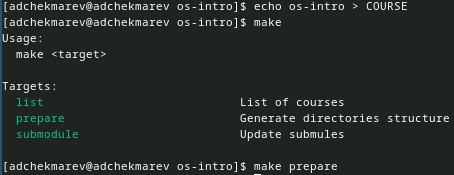 [adchekmarev@adchekmarev os-intro]$ echo os-intro > COURSE
[adchekmarev@adchekmarev os-intro]$ make
Usage:
  make <target>

Targets:
  list                           List of courses
  prepare                        Generate directories structure
  submodule                      Update submules

[adchekmarev@adchekmarev os-intro]$ make prepare